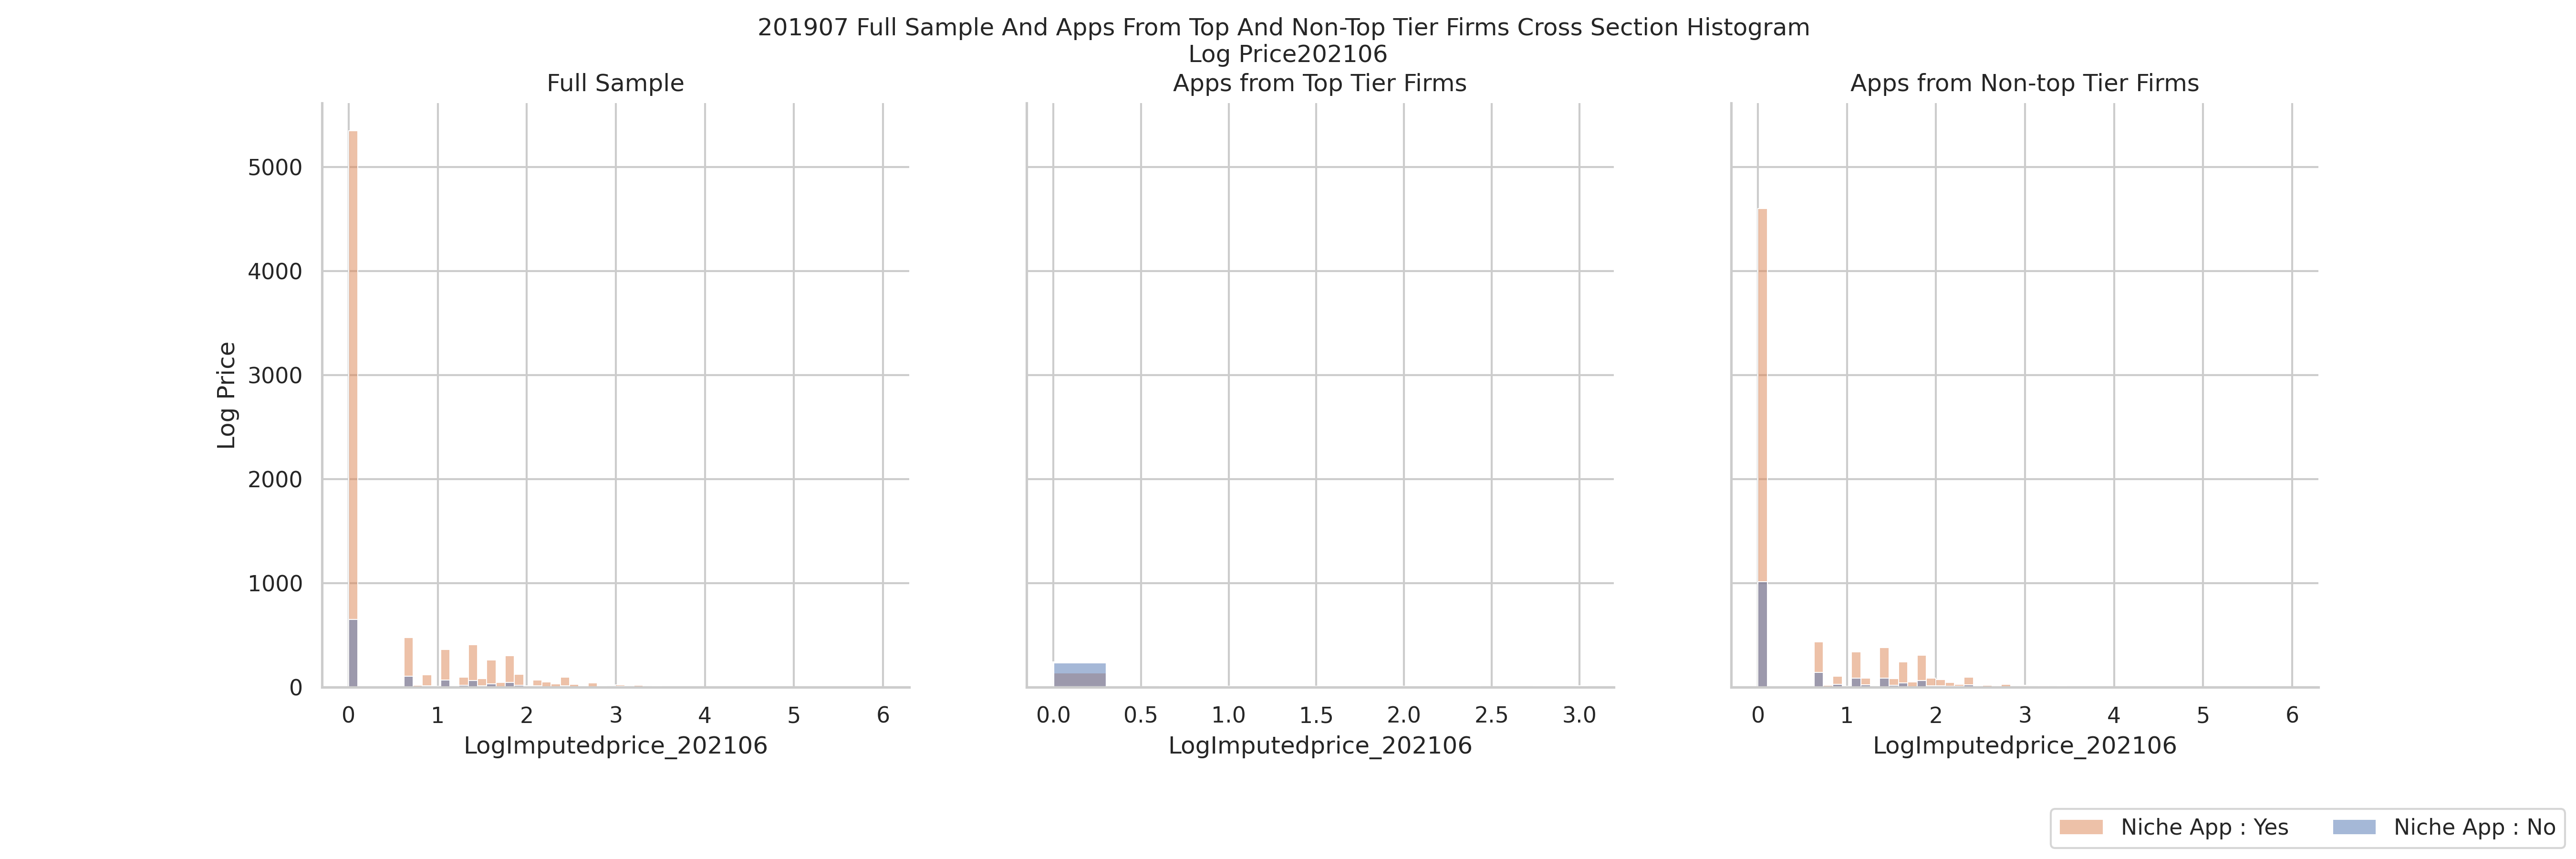 201907 Full Sample And Apps From Top And Non-Top Tier Firms Cross Section Histogram
Log Price202106
Full Sample
Apps from Top Tier Firms
Apps from Non-top Tier Firms
Log Price
5000
4000
3000
2000
1000
0
0 1 2 3 4 5 6
0.0 0.5 1.0 1.5 2.0 2.5 3.0
0 1 2 3 4 5 6
LogImputedprice_202106
LogImputedprice_202106
LogImputedprice_202106
Niche App : Yes
Niche App : No